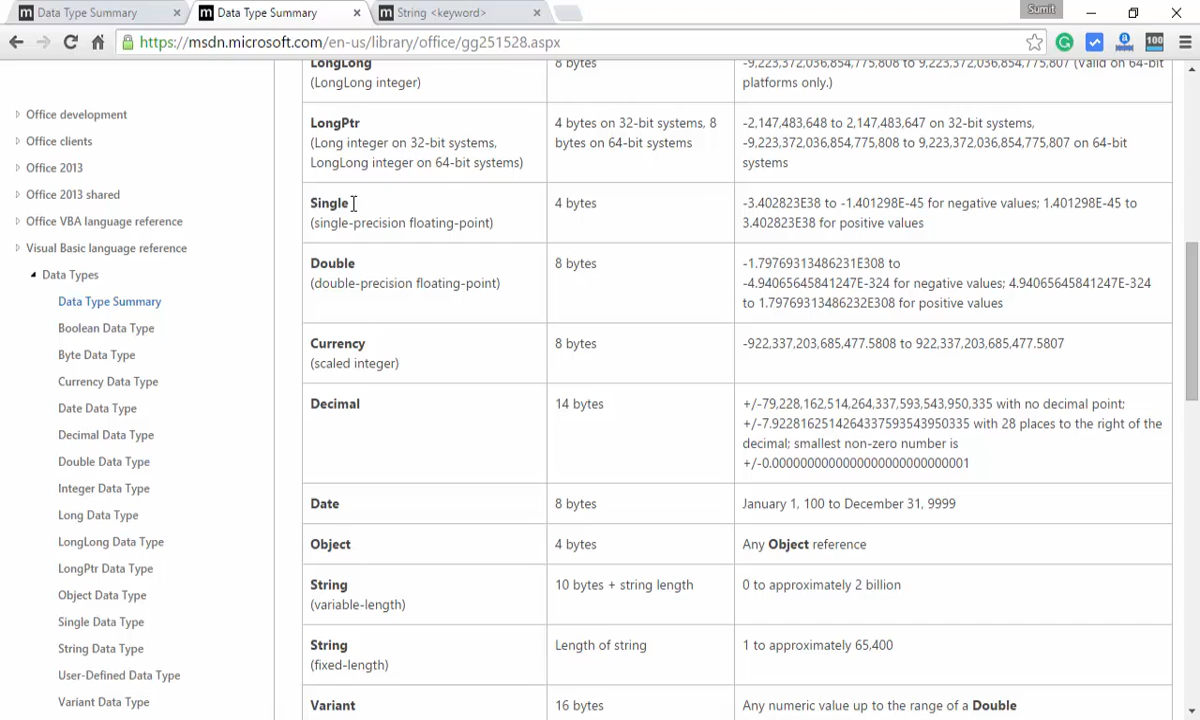 Data Type Summary
Data Type Summary
String <keyword>
Sumit
https://msdn.microsoft.com/en-us/library/office/gg251528.aspx
100
Office development
Office clients
Office 2013
Office 2013 shared
Office VBA language reference
Visual Basic language reference
Data Types
Data Type Summary
Boolean Data Type
Byte Data Type
Currency Data Type
Date Data Type
Decimal Data Type
Double Data Type
Integer Data Type
Long Data Type
LongLong Data Type
LongPtr Data Type
Object Data Type
Single Data Type
String Data Type
User-Defined Data Type
Variant Data Type
LongLong
(LongLong integer)
8 bytes
-9,223,372,036,854,775,808 to 9,223,372,036,854,775,807 (Valid on 64-bit
platforms only.)
LongPtr
(Long integer on 32-bit systems,
LongLong integer on 64-bit systems)
4 bytes on 32-bit systems, 8
bytes on 64-bit systems
-2,147,483,648 to 2,147,483,647 on 32-bit systems,
-9,223,372,036,854,775,808 to 9,223,372,036,854,775,807 on 64-bit
systems
Single
(single-precision floating-point)
4 bytes
-3.402823E38 to -1.401298E-45 for negative values; 1.401298E-45 to
3.402823E38 for positive values
Double
(double-precision floating-point)
8 bytes
-1.79769313486231E308 to
-4.94065645841247E-324 for negative values; 4.94065645841247E-324
to 1.79769313486232E308 for positive values
Currency
(scaled integer)
8 bytes
-922,337,203,685,477.5808 to 922,337,203,685,477.5807
Decimal
14 bytes
+/-79,228,162,514,264,337,593,543,950,335 with no decimal point;
+/-7.9228162514264337593543950335 with 28 places to the right of the
decimal; smallest non-zero number is
+/-0.0000000000000000000000000001
Date
8 bytes
January 1, 100 to December 31, 9999
Object
4 bytes
Any Object reference
String
(variable-length)
10 bytes + string length
0 to approximately 2 billion
String
(fixed-length)
Length of string
1 to approximately 65,400
Variant
16 bytes
Any numeric value up to the range of a Double